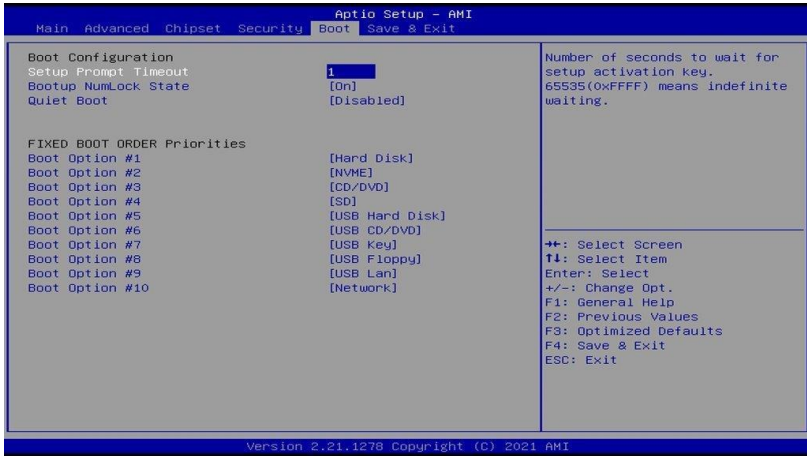 Aptio Setup - AMI
Main Advanced Chipset Security Boot Save & Exit
Boot Configuration
Setup Prompt Timeout 1
Bootup NumLock State [On]
Quiet Boot [Disabled]
FIXED BOOT ORDER Priorities
Boot Option #1 [Hard Disk]
Boot Option #2 [NVME]
Boot Option #3 [CD/DVD]
Boot Option #4 [SD]
Boot Option #5 [USB Hard Disk]
Boot Option #6 [USB CD/DVD]
Boot Option #7 [USB Key]
Boot Option #8 [USB Floppy]
Boot Option #9 [USB Lan]
Boot Option #10 [Network]
Number of seconds to wait for
setup activation key.
65535(0xFFFF) means indefinite
waiting.
→←: Select Screen
↑↓: Select Item
Enter: Select
+/-: Change Opt.
F1: General Help
F2: Previous Values
F3: Optimized Defaults
F4: Save & Exit
ESC: Exit
Version 2.21.1278 Copyright (C) 2021 AMI